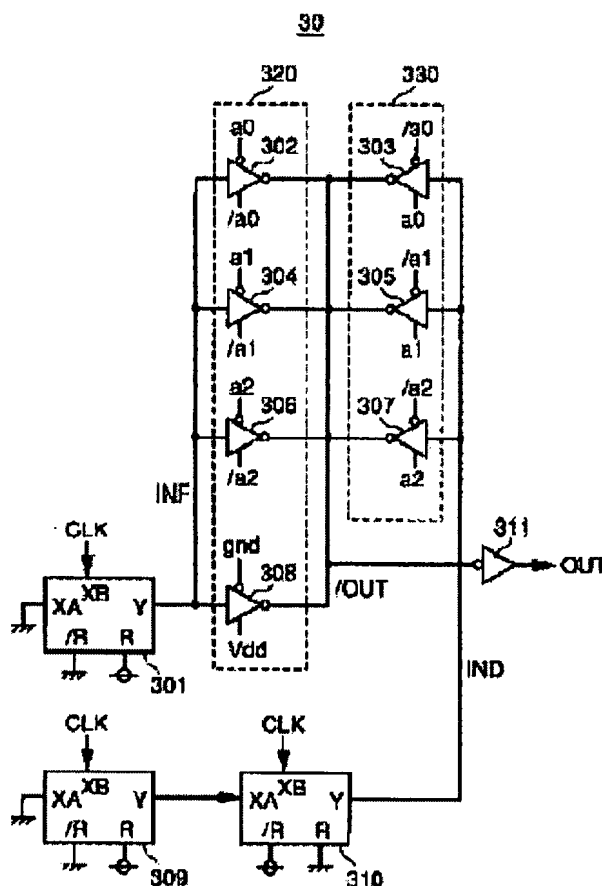 30
320
330
a0
302
/a0
303
/a0
a0
a1
304
/a1
305
/a1
a1
a2
306
/a2
307
/a2
a2
INF
CLK
gnd
308
311
OUT
/OUT
XA XB Y
/R R
301
Vdd
IND
CLK
CLK
XA XB Y
/R R
309
XA XB Y
/R R
310